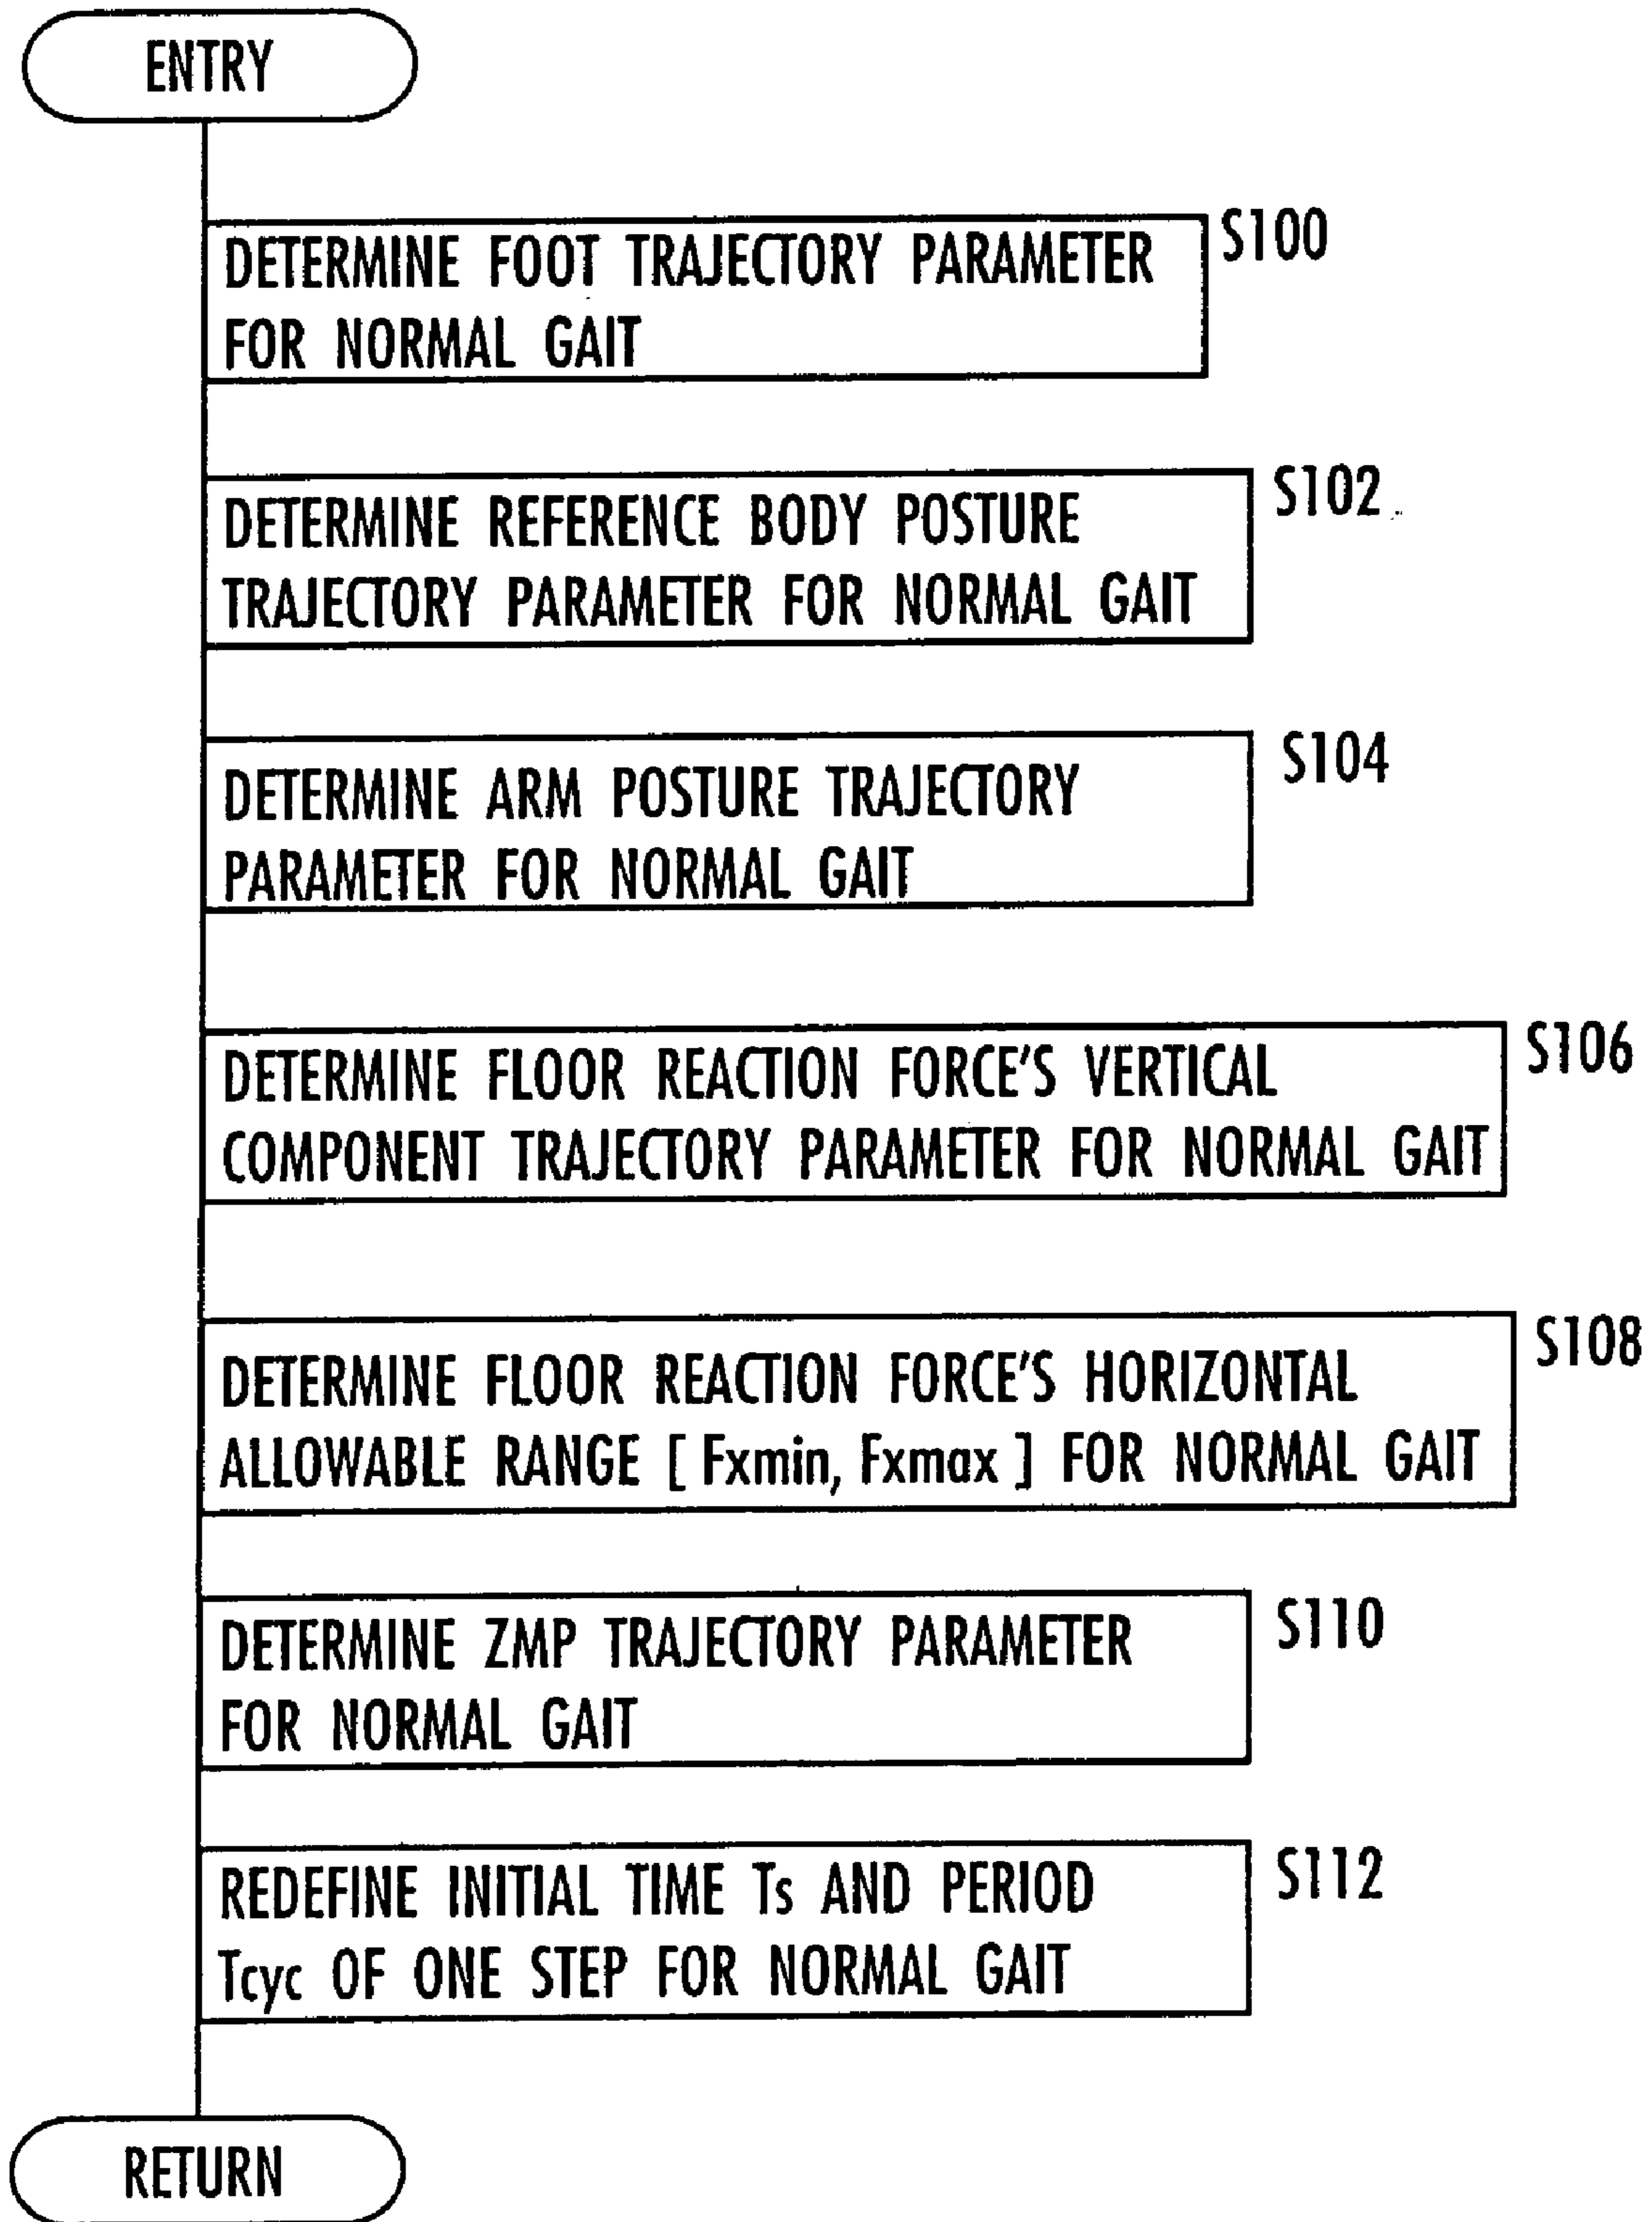 ENTRY
S100
DETERMINE FOOT TRAJECTORY PARAMETER
FOR NORMAL GAIT
S102
DETERMINE REFERENCE BODY POSTURE
TRAJECTORY PARAMETER FOR NORMAL GAIT
S104
DETERMINE ARM POSTURE TRAJECTORY
PARAMETER FOR NORMAL GAIT
S106
DETERMINE FLOOR REACTION FORCE'S VERTICAL
COMPONENT TRAJECTORY PARAMETER FOR NORMAL GAIT
S108
DETERMINE FLOOR REACTION FORCE'S HORIZONTAL
ALLOWABLE RANGE [ Fxmin, Fxmax ] FOR NORMAL GAIT
S110
DETERMINE ZMP TRAJECTORY PARAMETER
FOR NORMAL GAIT
S112
REDEFINE INITIAL TIME Ts AND PERIOD
Tcyc OF ONE STEP FOR NORMAL GAIT
RETURN